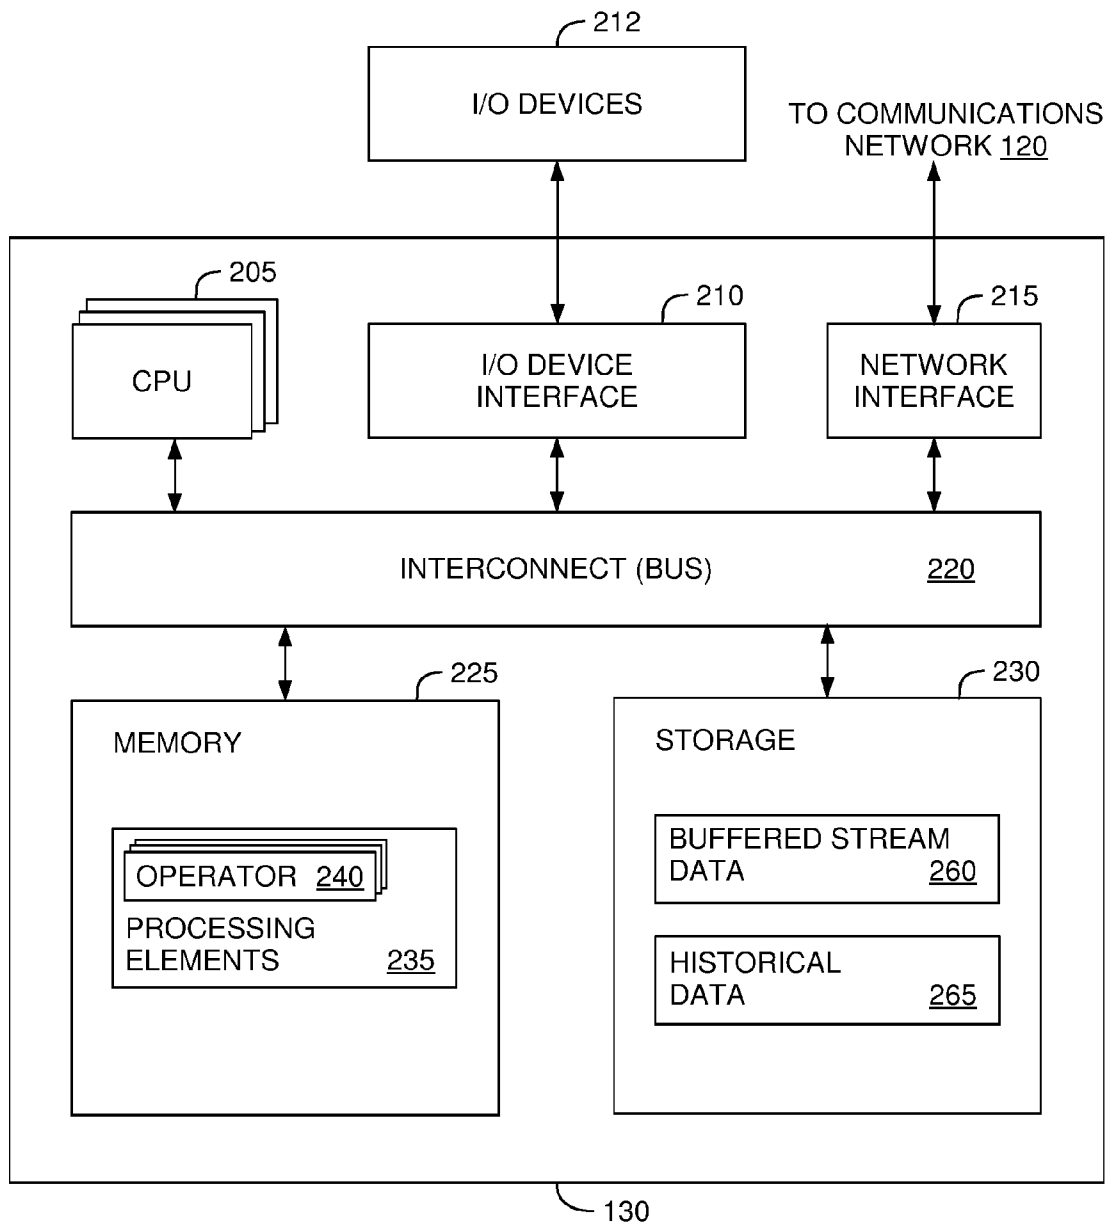 212
I/O DEVICES
TO COMMUNICATIONS
NETWORK 120
205
210
215
CPU
I/O DEVICE
INTERFACE
NETWORK
INTERFACE
INTERCONNECT (BUS) 220
225
230
MEMORY
STORAGE
OPERATOR 240
PROCESSING
ELEMENTS 235
BUFFERED STREAM
DATA 260
HISTORICAL
DATA 265
130